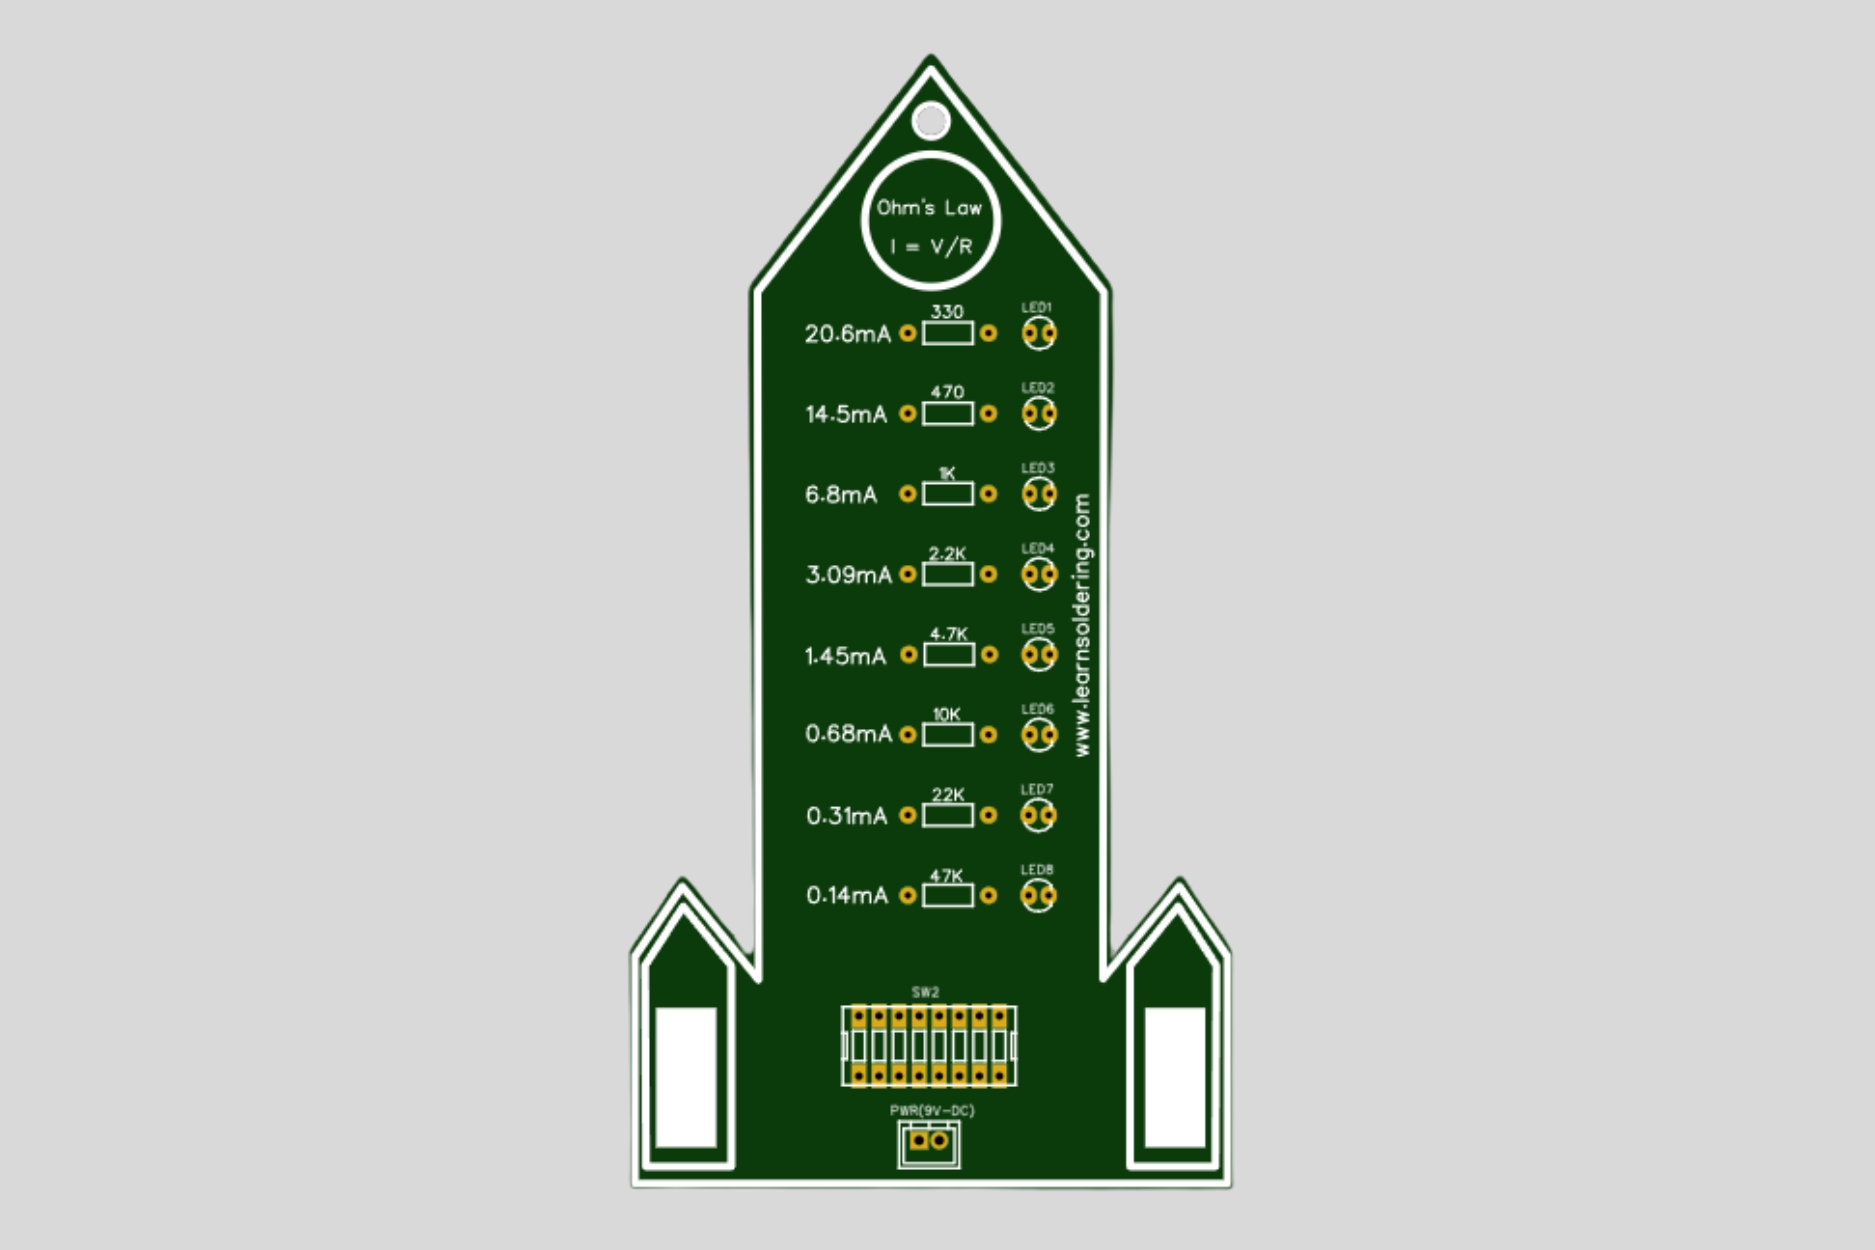 Ohm's Law
I = V/R
330
LED1
20.6mA
470
LED2
14.5mA
1K
LED3
6.8mA
2.2K
LED4
3.09mA
4.7K
LED5
1.45mA
10K
LED6
0.68mA
22K
LED7
0.31mA
47K
LED8
0.14mA
www.learnsoldering.com
SW2
PWR(9V-DC)